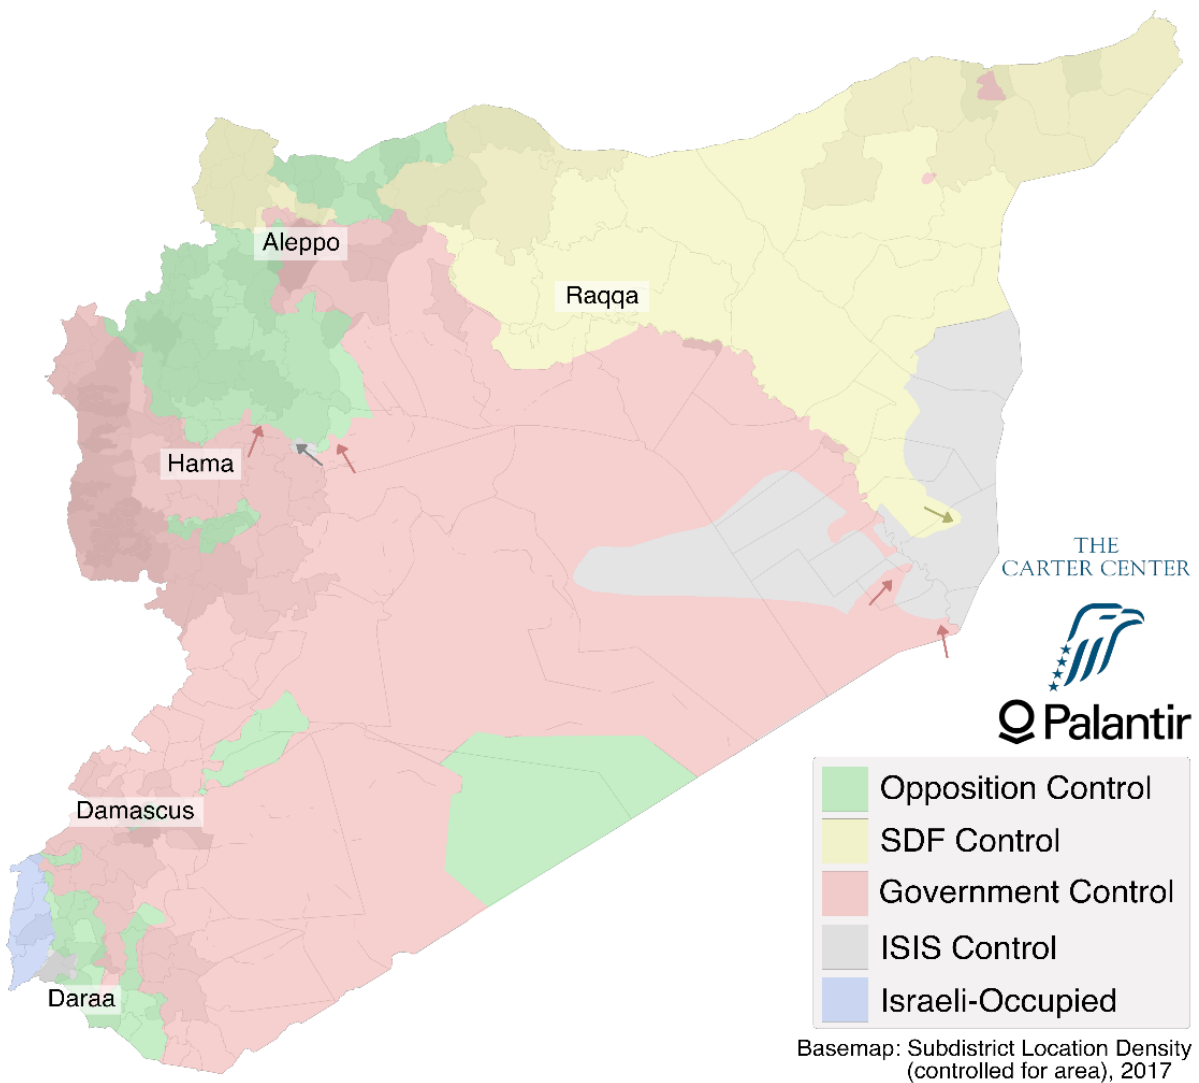 Aleppo
Raqqa
Hama
THE
CARTER CENTER
Palantir
Damascus
Daraa
Opposition Control
SDF Control
Government Control
ISIS Control
Israeli-Occupied
Basemap: Subdistrict Location Density
(controlled for area), 2017